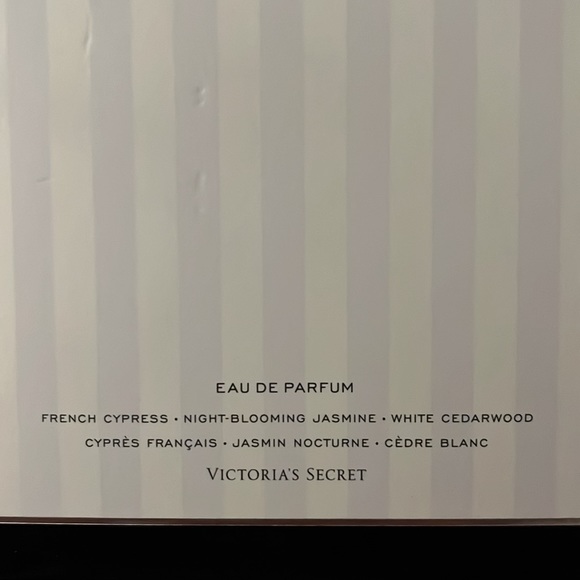 EAU DE PARFUM
FRENCH CYPRESS • NIGHT-BLOOMING JASMINE • WHITE CEDARWOOD
CYPRÈS FRANÇAIS • JASMIN NOCTURNE • CÈDRE BLANC
VICTORIA'S SECRET